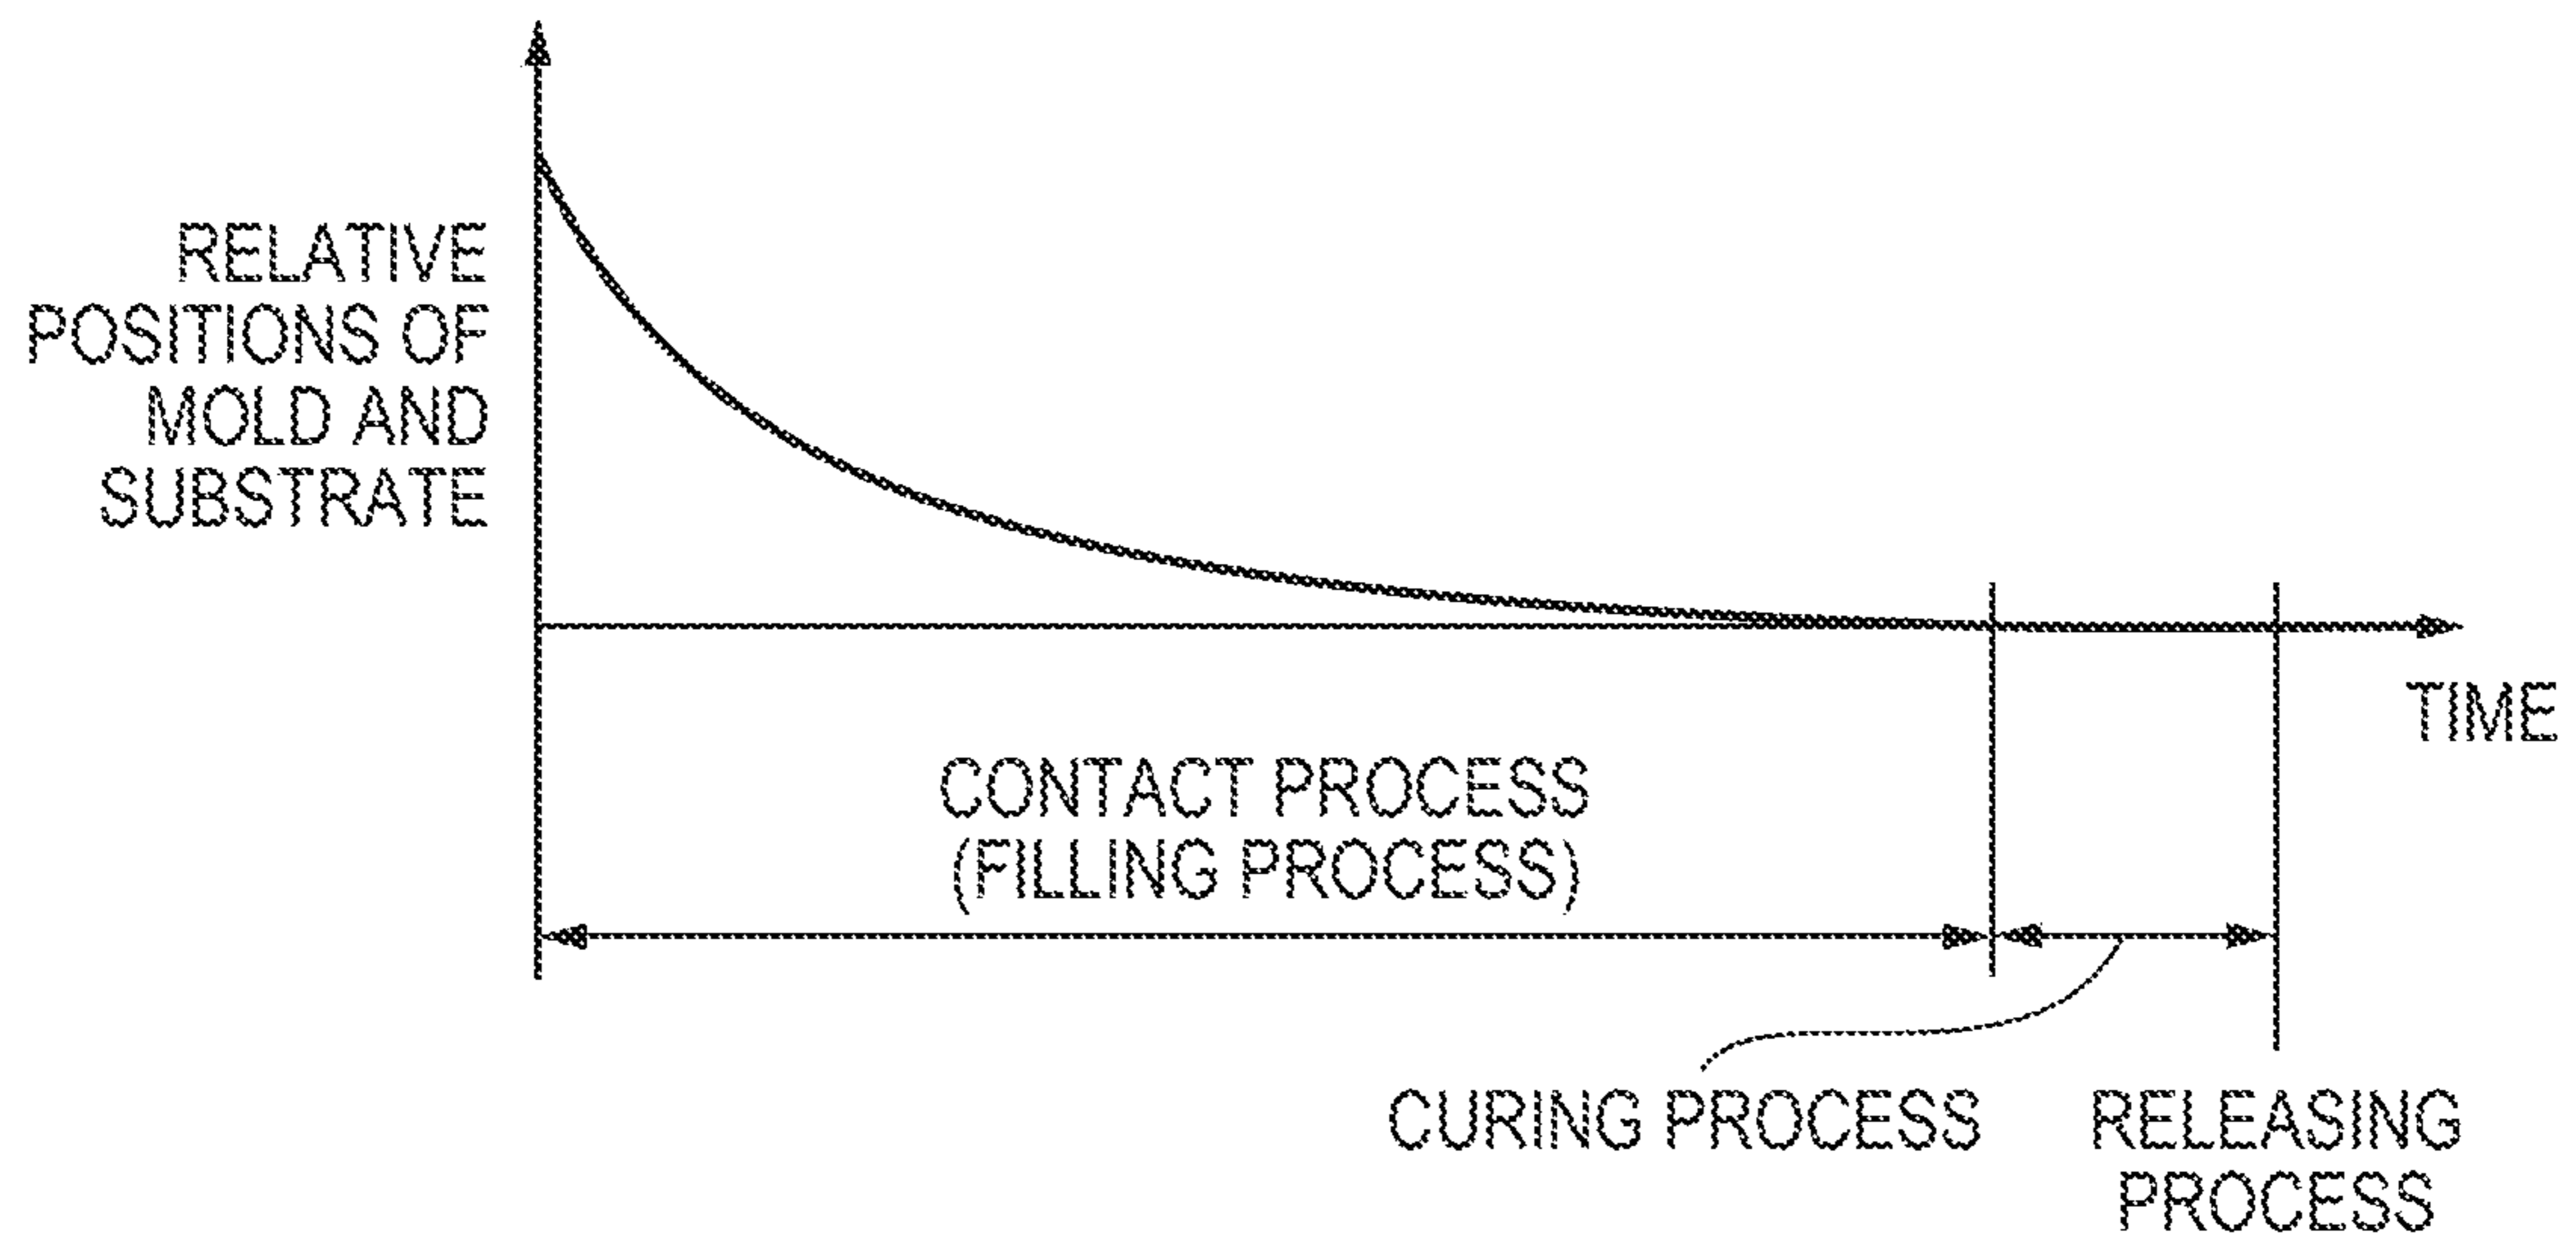 RELATIVE
POSITIONS OF
MOLD AND
SUBSTRATE
TIME
CONTACT PROCESS
(FILLING PROCESS)
CURING PROCESS
RELEASING
PROCESS